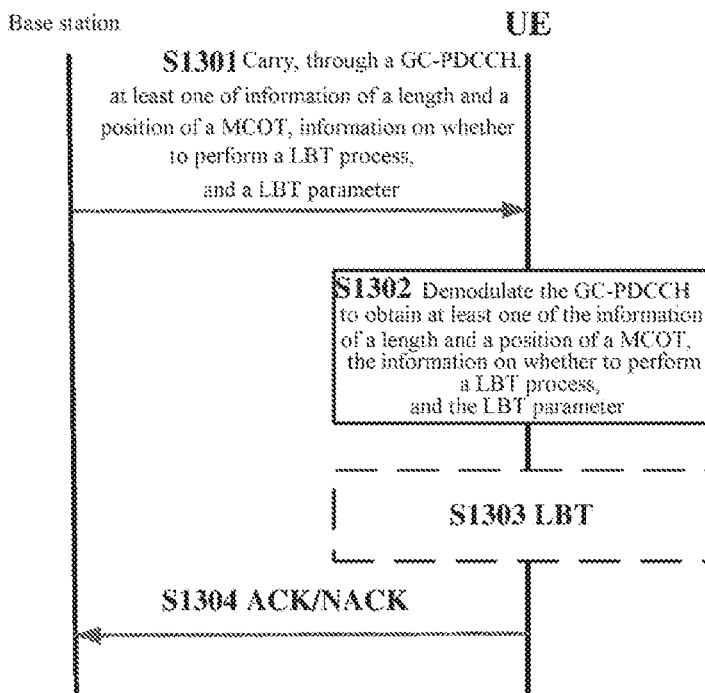 Base station
UE
S1301 Carry, through a GC-PDCCH,
at least one of information of a length and a
position of a MCOT, information on whether
to perform a LBT process,
and a LBT parameter
S1302 Demodulate the GC-PDCCH
to obtain at least one of the information
of a length and a position of a MCOT,
the information on whether to perform
a LBT process,
and the LBT parameter
S1303 LBT
S1304 ACK/NACK